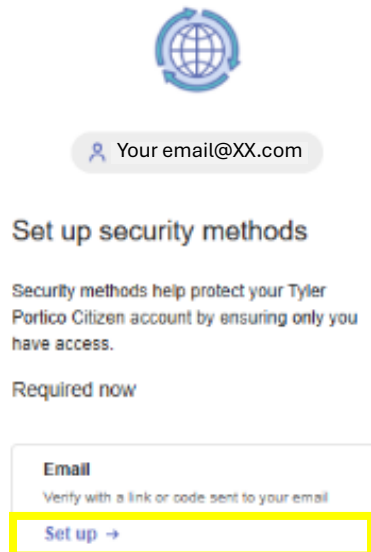 Your email@XX.com
Set up security methods
Security methods help protect your Tyler
Portico Citizen account by ensuring only you
have access.
Required now
Email
Verify with a link or code sent to your email
Set up →